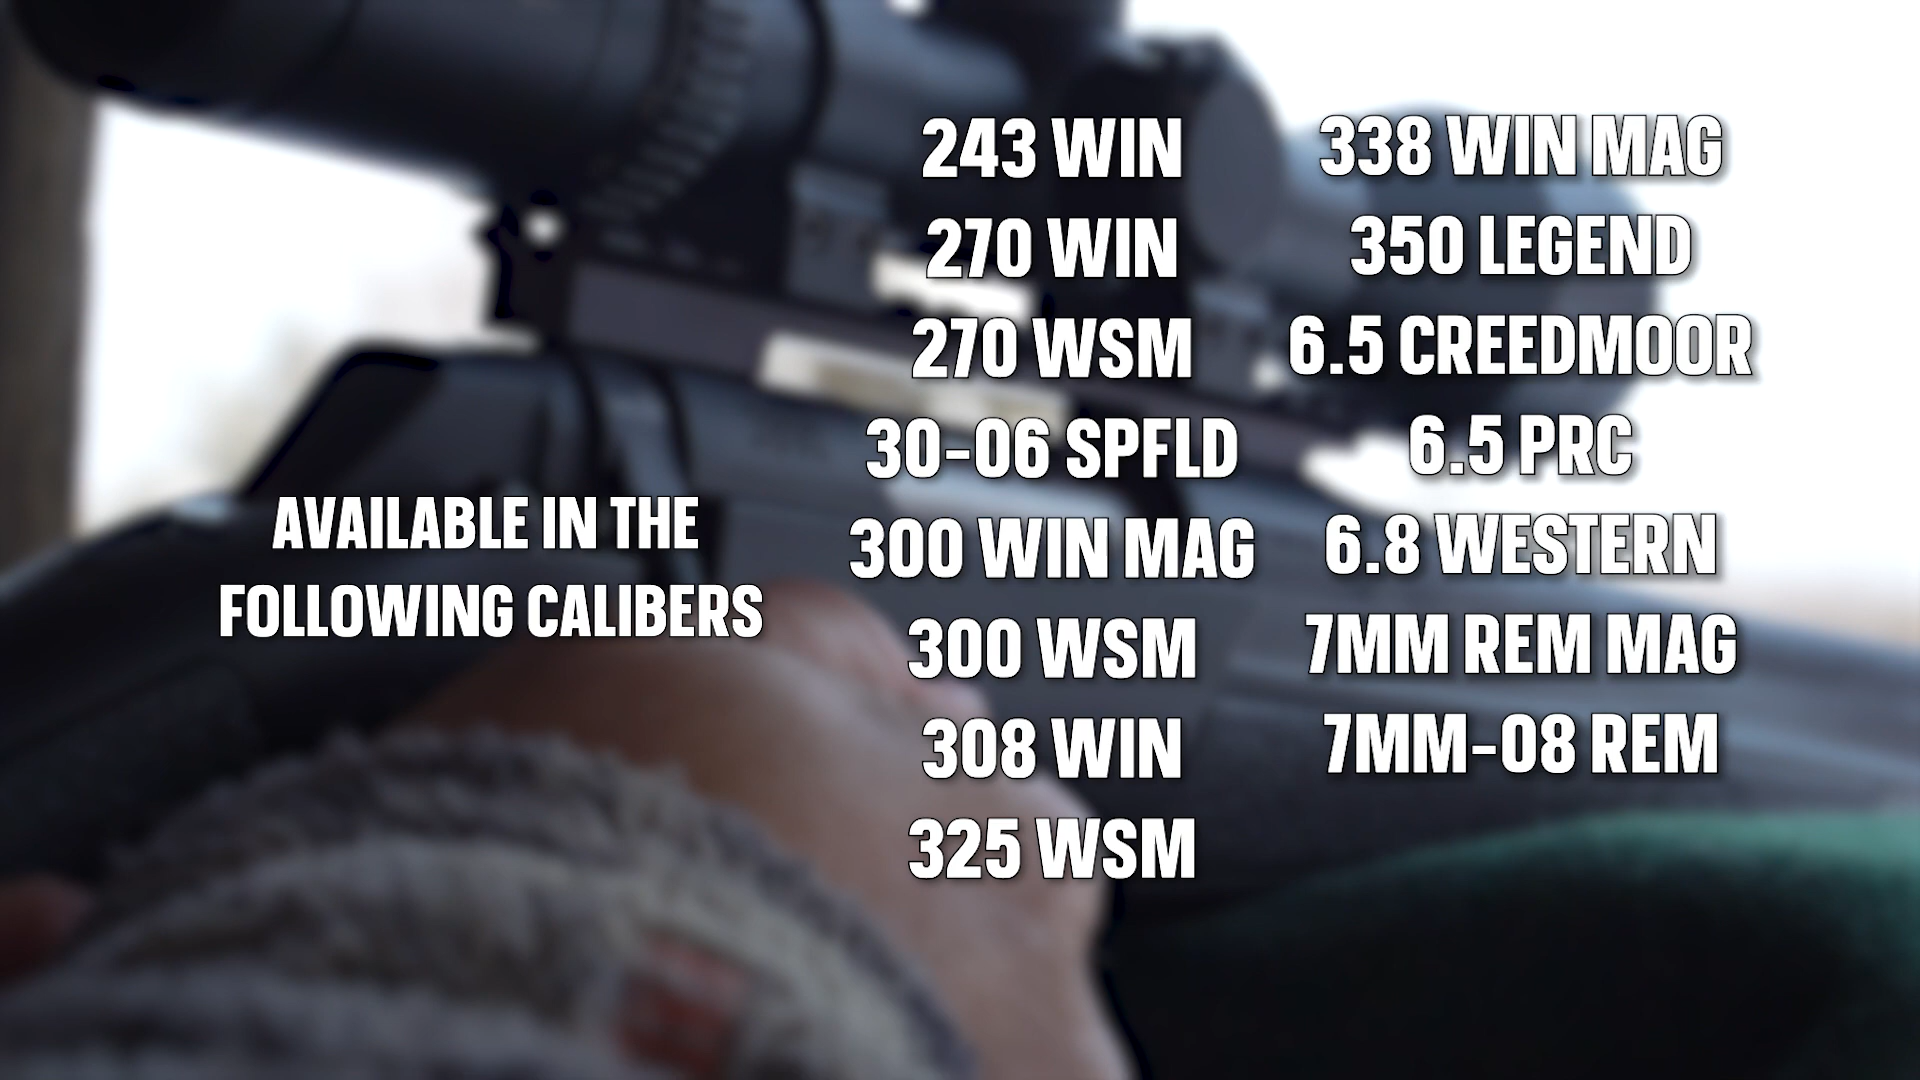 AVAILABLE IN THE
FOLLOWING CALIBERS
243 WIN
270 WIN
270 WSM
30-06 SPFLD
300 WIN MAG
300 WSM
308 WIN
325 WSM
338 WIN MAG
350 LEGEND
6.5 CREEDMOOR
6.5 PRC
6.8 WESTERN
7MM REM MAG
7MM-08 REM